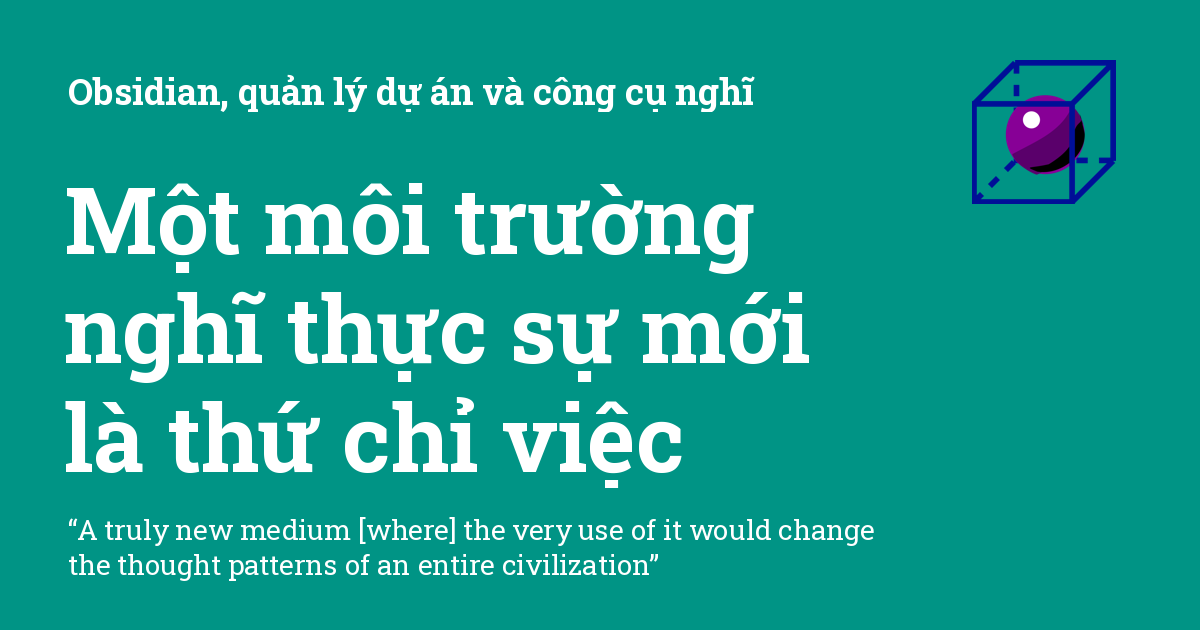 Obsidian, quản lý dự án và công cụ nghĩ
Một môi trường
nghĩ thực sự mới
là thứ chỉ việc
“A truly new medium [where] the very use of it would change
the thought patterns of an entire civilization”